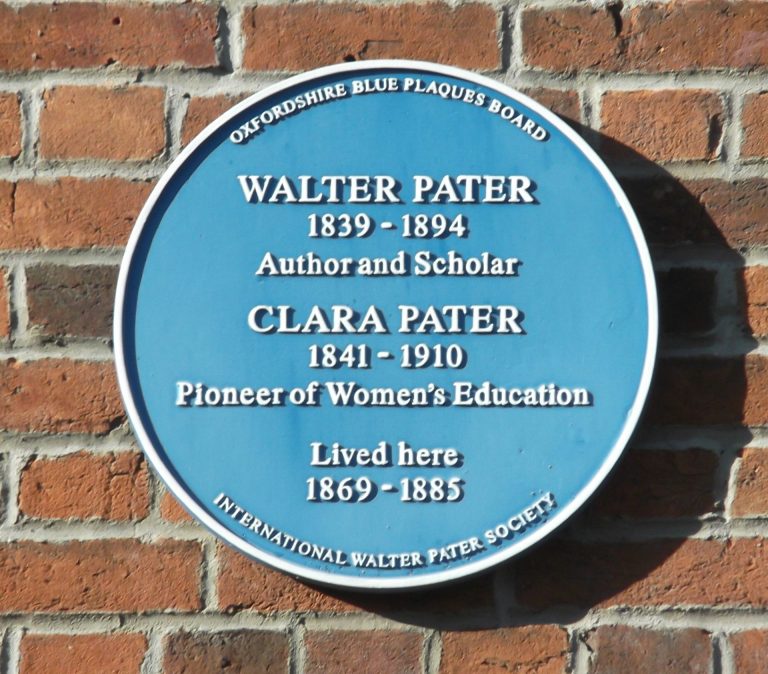 OXFORDSHIRE BLUE PLAQUES BOARD
WALTER PATER
1839 - 1894
Author and Scholar
CLARA PATER
1841 - 1910
Pioneer of Women's Education
Lived here
1869 - 1885
INTERNATIONAL WALTER PATER SOCIETY